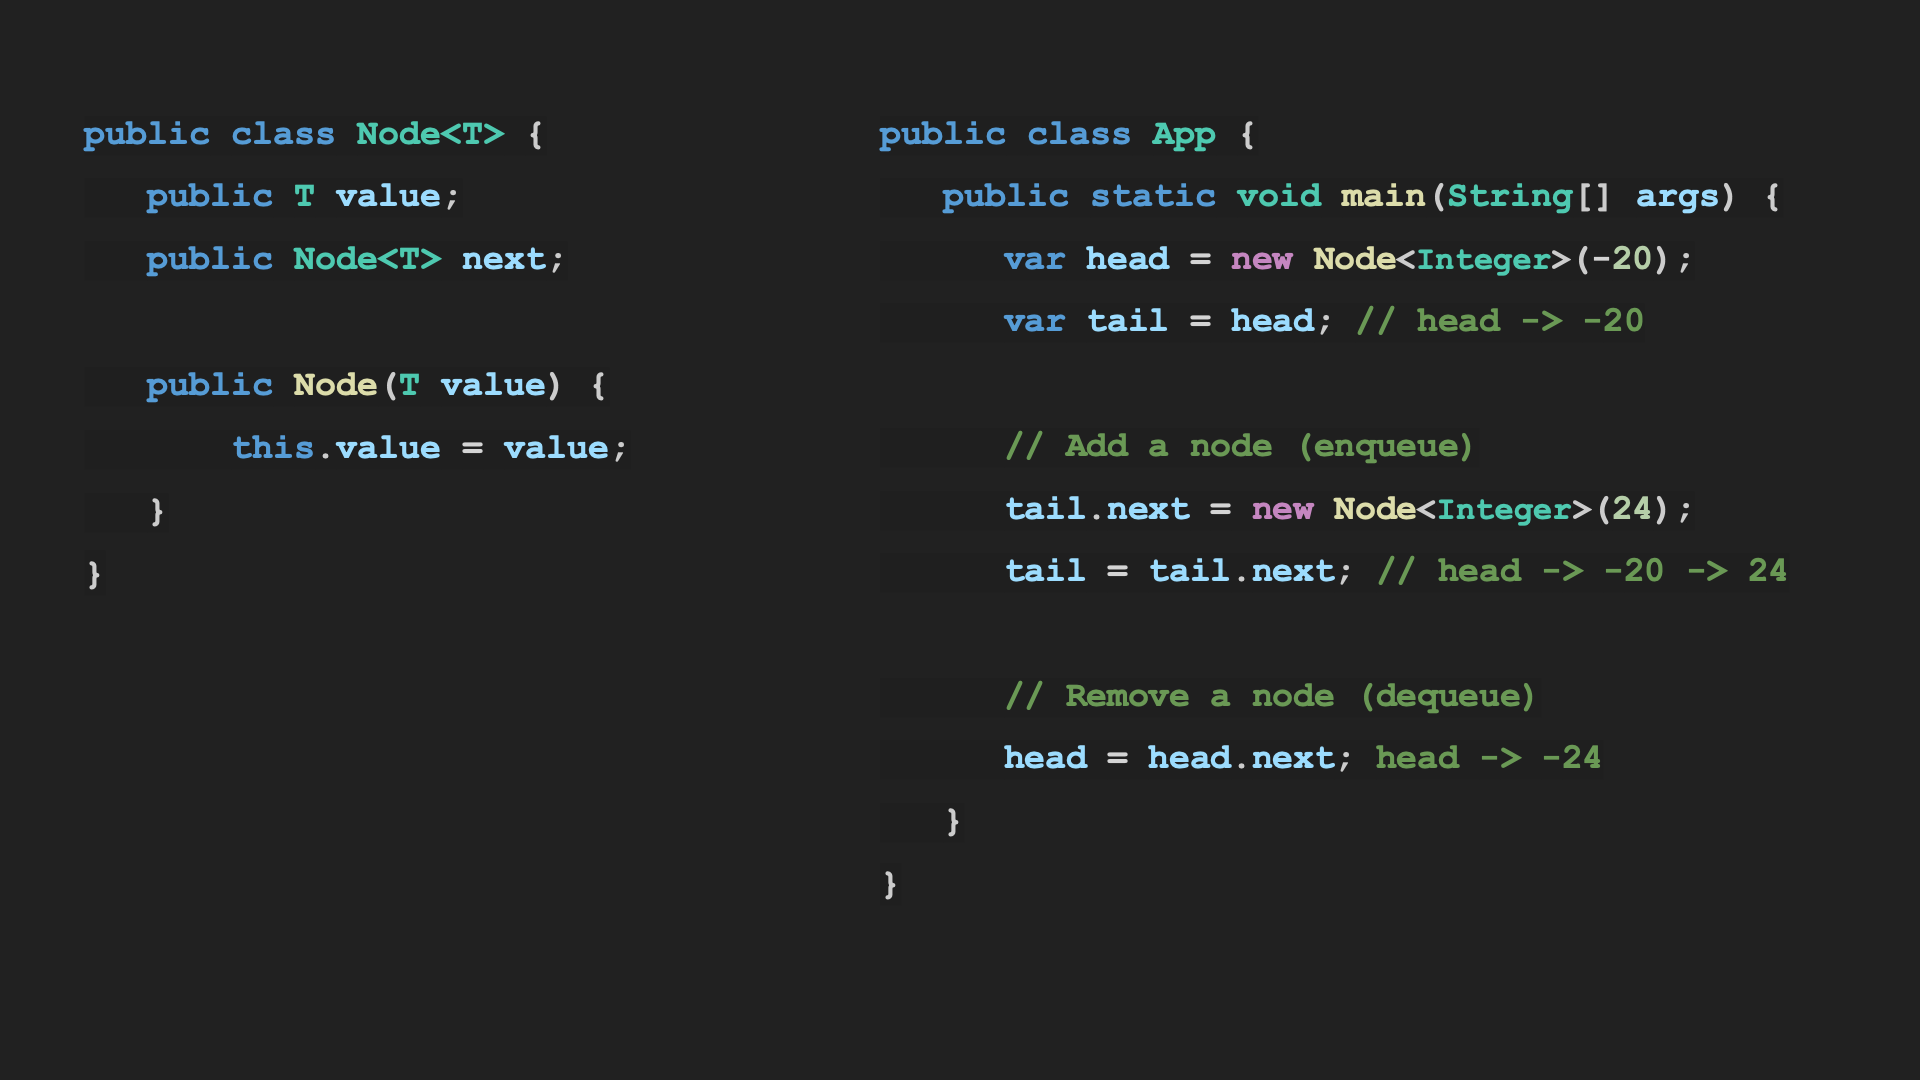 public class Node<T> {
public T value;
public Node<T> next;
public Node(T value) {
this.value = value;
}
}
public class App {
public static void main(String[] args) {
var head = new Node<Integer>(-20);
var tail = head; // head -> -20
// Add a node (enqueue)
tail.next = new Node<Integer>(24);
tail = tail.next; // head -> -20 -> 24
// Remove a node (dequeue)
head = head.next; head -> -24
}
}